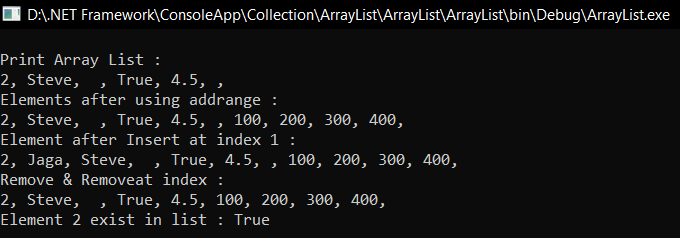 D:\.NET Framework\ConsoleApp\Collection\ArrayList\ArrayList\ArrayList\bin\Debug\ArrayList.exe
Print Array List :
2, Steve,  , True, 4.5, ,
Elements after using addrange :
2, Steve,  , True, 4.5, , 100, 200, 300, 400,
Element after Insert at index 1 :
2, Jaga, Steve,  , True, 4.5, , 100, 200, 300, 400,
Remove & Removeat index :
2, Steve,  , True, 4.5, 100, 200, 300, 400,
Element 2 exist in list : True